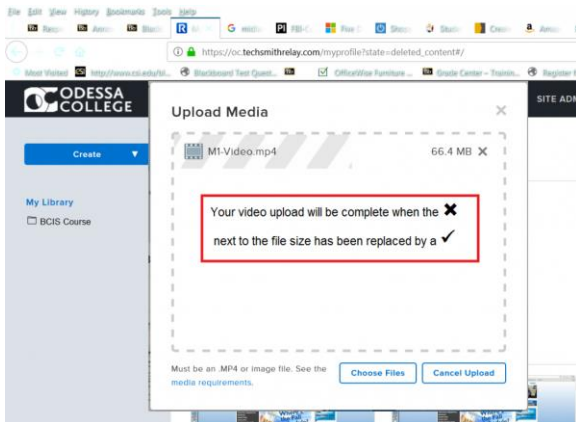 File Edit View History Bookmarks Tools Help
https://oc.techsmithrelay.com/myprofile?state=deleted_content#/
Most Visited
Blackboard Test Quest...
OfficeWise Furniture ...
Grade Center – Trainin...
ODESSA
COLLEGE
SITE ADM
Upload Media
Create
M1-Video.mp4 66.4 MB
My Library
BCIS Course
Your video upload will be complete when the ✖
next to the file size has been replaced by a ✓
Must be an .MP4 or image file. See the
media requirements.
Choose Files
Cancel Upload